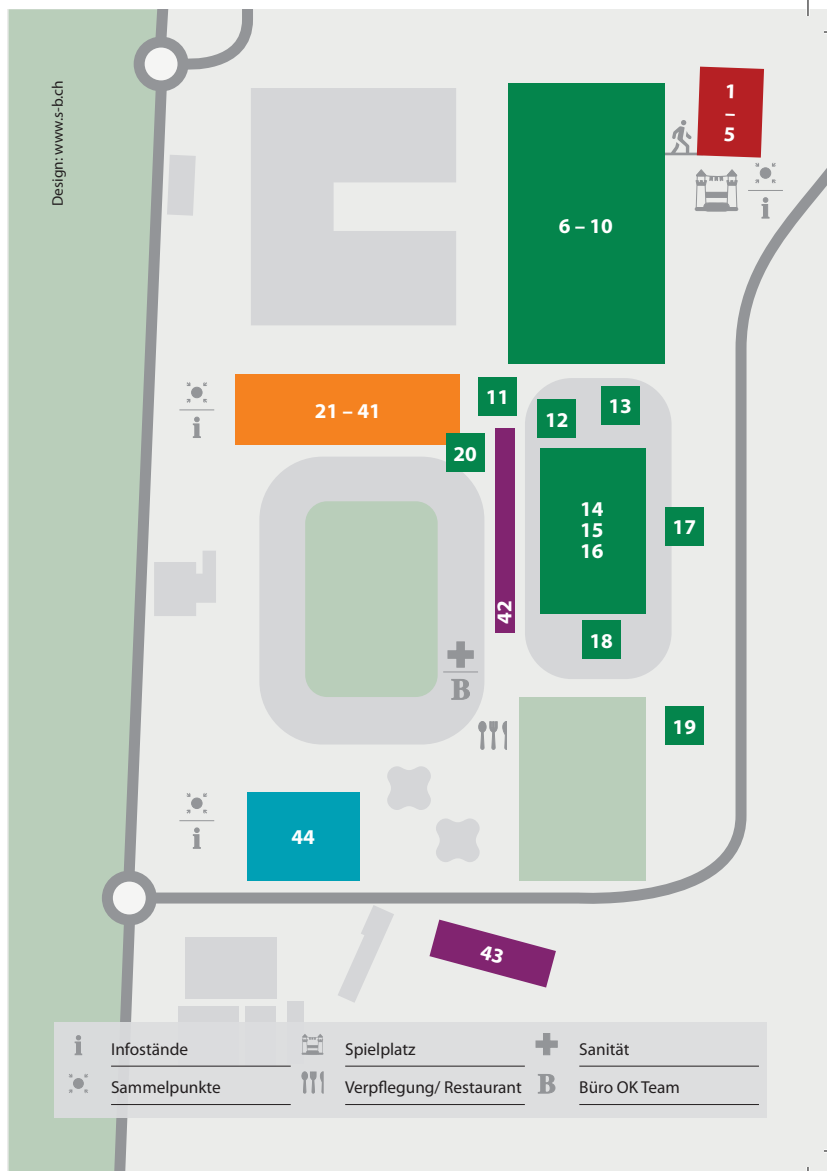 Design: www.s-b.ch
1
–
5
6 – 10
i
21 – 41
i
11
12
13
20
14
15
16
17
42
18
B
19
i
44
43
i Infostände
Spielplatz
Sanität
Sammelpunkte
Verpflegung/ Restaurant
B Büro OK Team